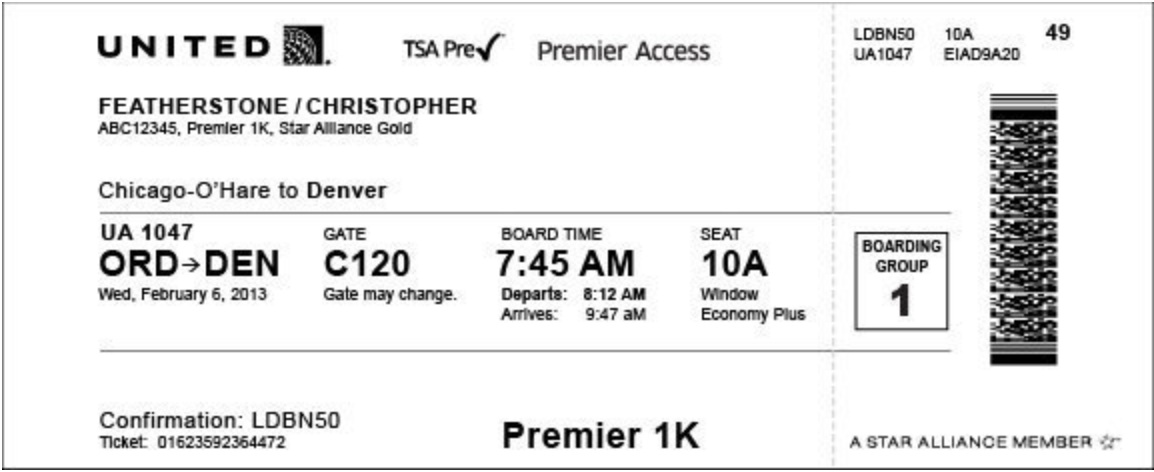 UNITED
TSA Pre✓ Premier Access
FEATHERSTONE / CHRISTOPHER
ABC12345, Premier 1K, Star Alliance Gold
Chicago-O'Hare to Denver
UA 1047
ORD→DEN
Wed, February 6, 2013
GATE
C120
Gate may change.
BOARD TIME
7:45 AM
Departs: 8:12 AM
Arrives: 9:47 aM
SEAT
10A
Window
Economy Plus
Confirmation: LDBN50
Ticket: 01623592364472
Premier 1K
LDBN50 10A 49
UA1047 EIAD9A20
BOARDING
GROUP
1
A STAR ALLIANCE MEMBER